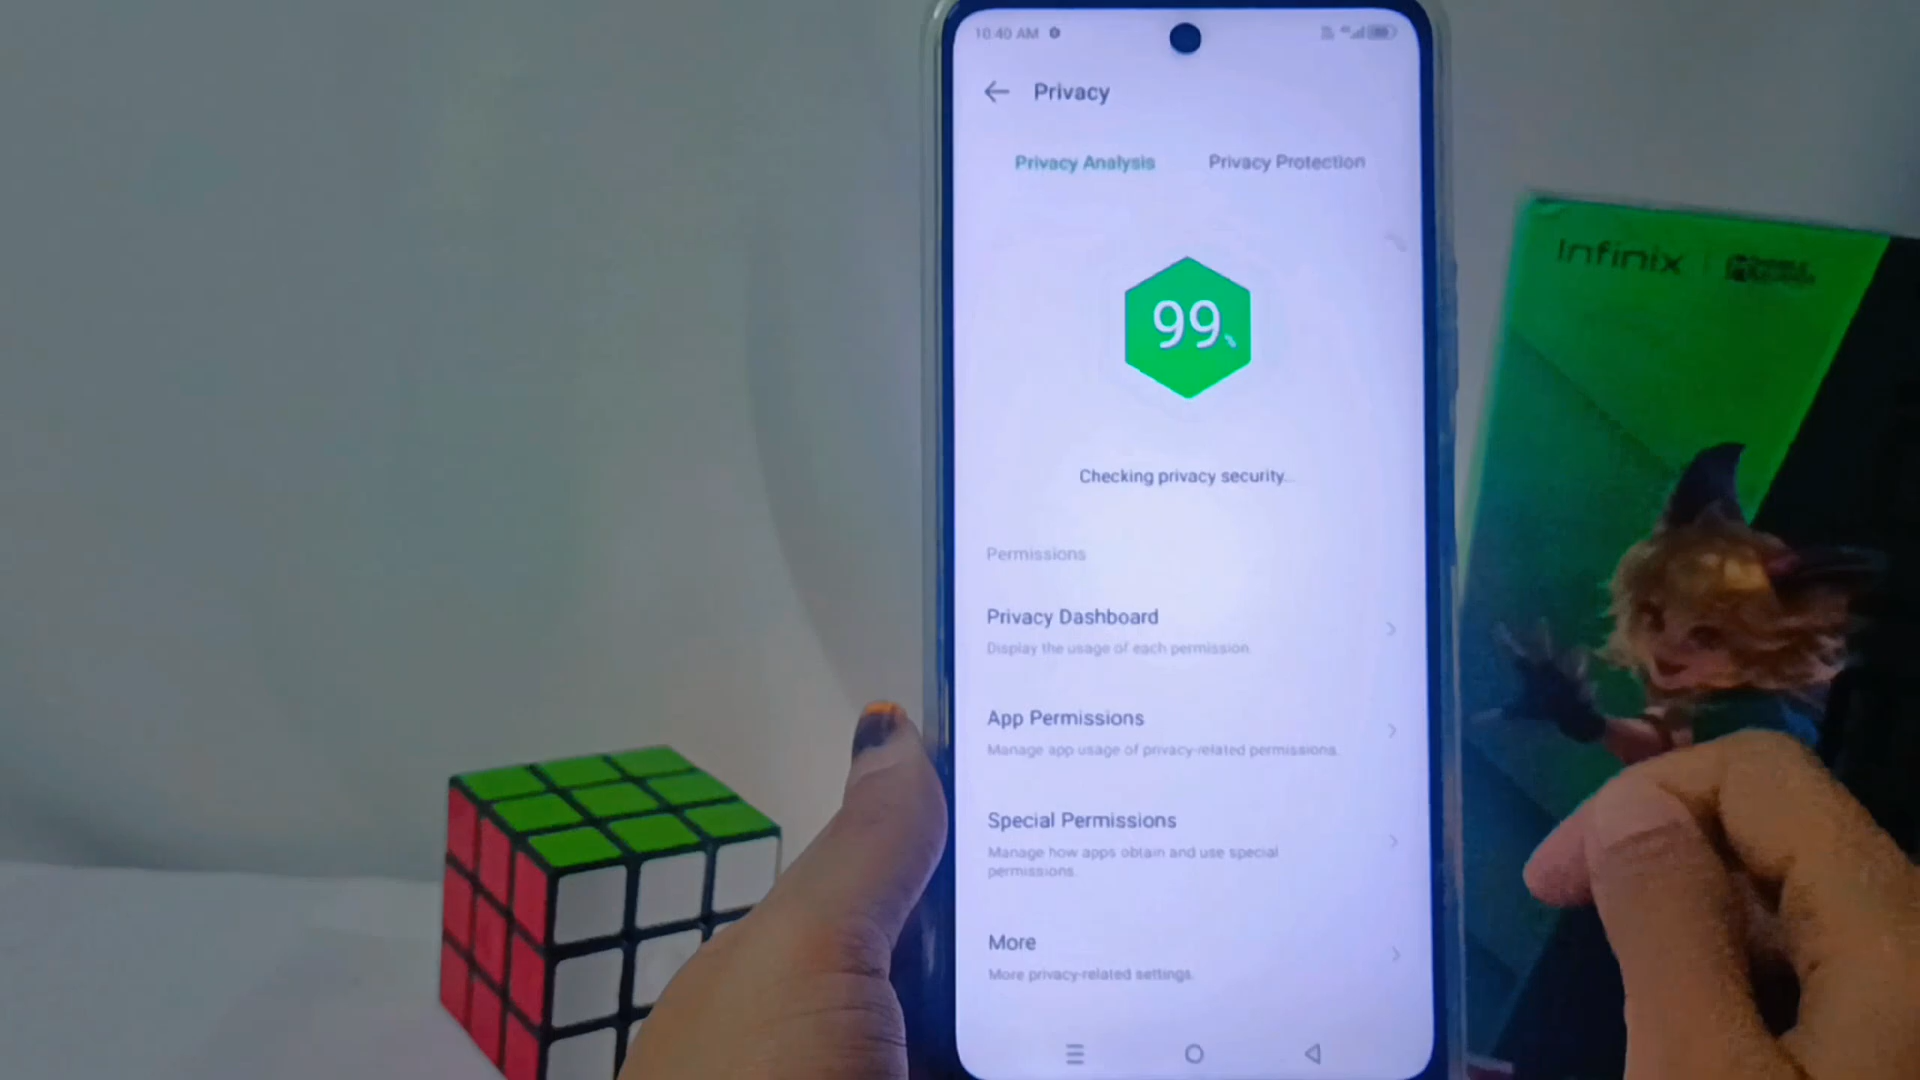 10:40 AM
Privacy
Privacy Analysis
Privacy Protection
99
Checking privacy security...
Permissions
Privacy Dashboard
Display the usage of each permission.
App Permissions
Manage app usage of privacy-related permissions.
Special Permissions
Manage how apps obtain and use special
permissions.
More
More privacy-related settings.
Infinix